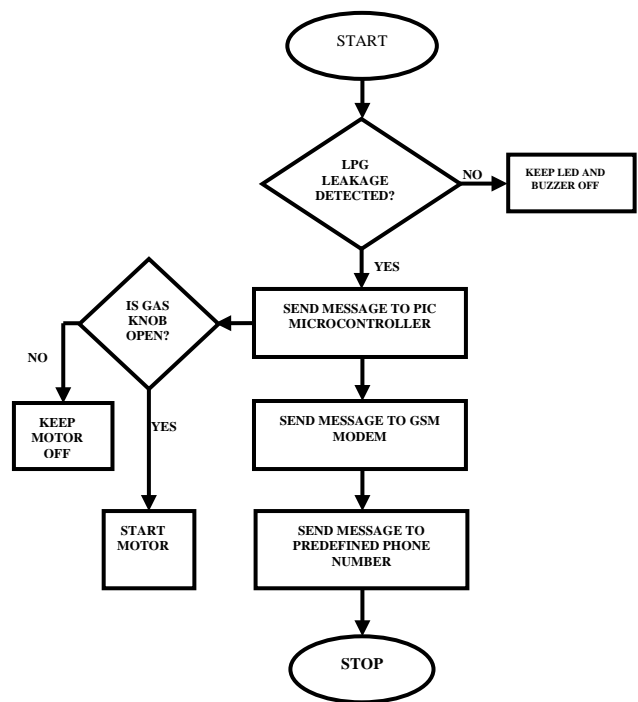 START
LPG
LEAKAGE
DETECTED?
NO
KEEP LED AND
BUZZER OFF
YES
IS GAS
KNOB
OPEN?
SEND MESSAGE TO PIC
MICROCONTROLLER
NO
KEEP
MOTOR
OFF
YES
SEND MESSAGE TO GSM
MODEM
START
MOTOR
SEND MESSAGE TO
PREDEFINED PHONE
NUMBER
STOP